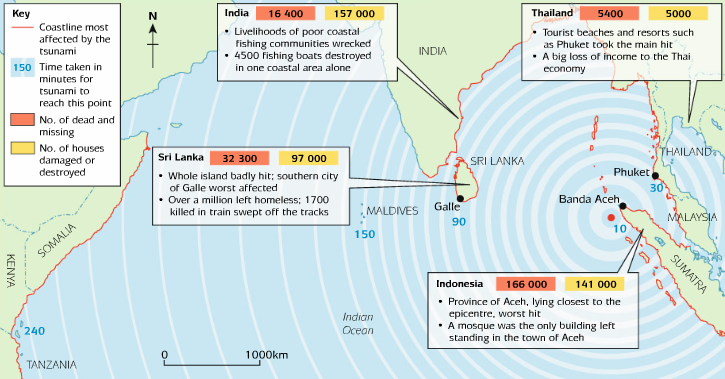 Key
Coastline most
affected by the
tsunami
150
Time taken in
minutes for
tsunami to
reach this point
No. of dead and
missing
No. of houses
damaged or
destroyed
N
India 16 400 157 000
• Livelihoods of poor coastal
fishing communities wrecked
• 4500 fishing boats destroyed
in one coastal area alone
Thailand 5400 5000
• Tourist beaches and resorts such
as Phuket took the main hit
• A big loss of income to the Thai
economy
INDIA
Sri Lanka 32 300 97 000
• Whole island badly hit; southern city
of Galle worst affected
• Over a million left homeless; 1700
killed in train swept off the tracks
SRI LANKA
THAILAND
Phuket
30
Galle
90
MALDIVES
150
Banda Aceh
10
MALAYSIA
SUMATRA
SOMALIA
KENYA
Indonesia 166 000 141 000
• Province of Aceh, lying closest to the
epicentre, worst hit
• A mosque was the only building left
standing in the town of Aceh
Indian
Ocean
240
TANZANIA
0 1000km